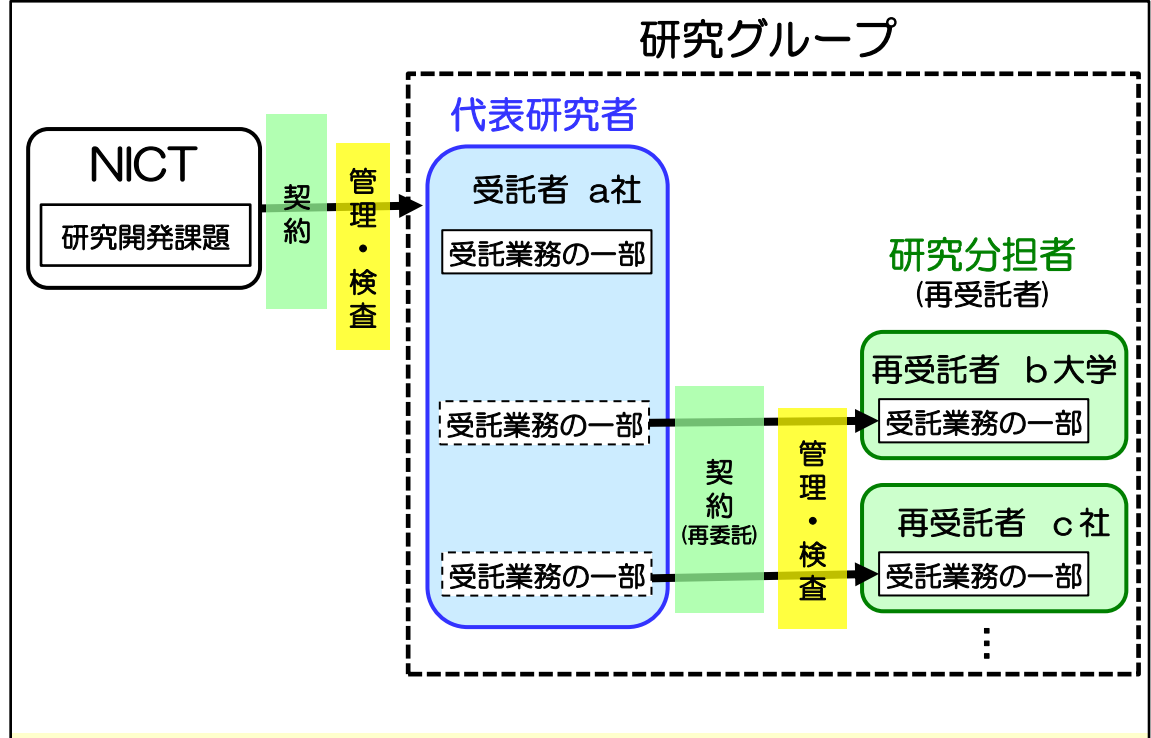 研究グループ
代表研究者
NICT
研究開発課題
契約
管理・検査
受託者 a社
受託業務の一部
受託業務の一部
受託業務の一部
契約
(再委託)
管理・検査
研究分担者
(再受託者)
再受託者 b大学
受託業務の一部
再受託者 c社
受託業務の一部
⋮